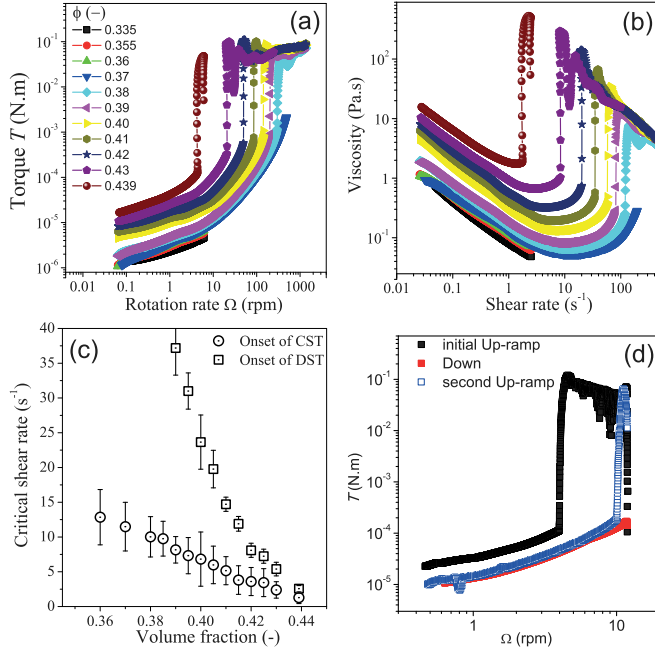 (a)
ϕ (−)
0.335
0.355
0.36
0.37
0.38
0.39
0.40
0.41
0.42
0.43
0.439
Torque T (N.m)
10⁰
10⁻¹
10⁻²
10⁻³
10⁻⁴
10⁻⁵
10⁻⁶
0.01 0.1 1 10 100 1000
Rotation rate Ω (rpm)
(b)
Viscosity (Pa.s)
10²
10¹
1
10⁻¹
0.01 0.1 1 10 100
Shear rate (s⁻¹)
(c)
Onset of CST
Onset of DST
Critical shear rate (s⁻¹)
40
35
30
25
20
15
10
5
0
0.36 0.38 0.40 0.42 0.44
Volume fraction (-)
(d)
initial Up-ramp
Down
second Up-ramp
T (N.m)
10⁻¹
10⁻²
10⁻³
10⁻⁴
10⁻⁵
1 10
Ω (rpm)